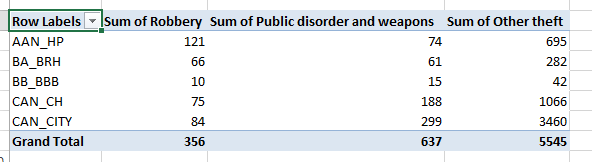 Row Labels Sum of Robbery Sum of Public disorder and weapons Sum of Other theft
AAN_HP 121 74 695
BA_BRH 66 61 282
BB_BBB 10 15 42
CAN_CH 75 188 1066
CAN_CITY 84 299 3460
Grand Total 356 637 5545